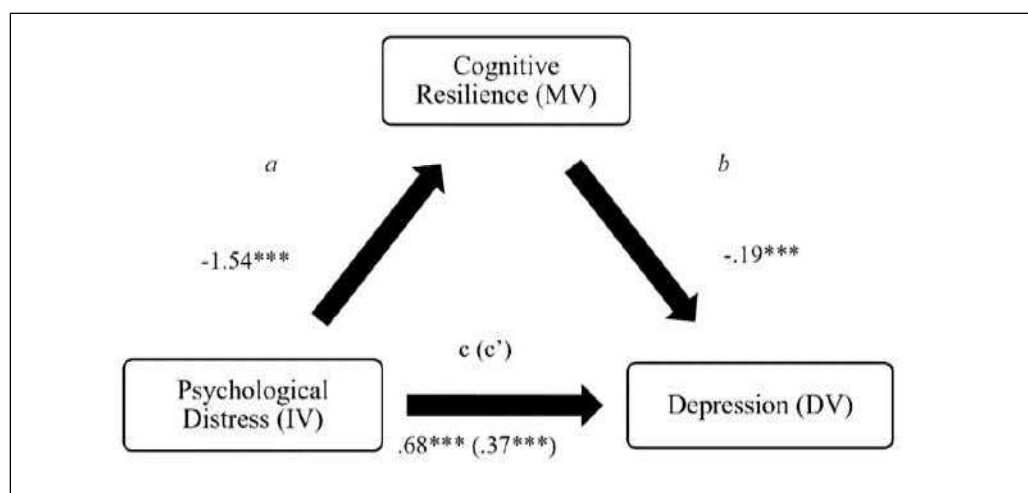 Cognitive
Resilience (MV)
a
b
-1.54***
-.19***
c (c’)
Psychological
Distress (IV)
Depression (DV)
.68*** (.37***)